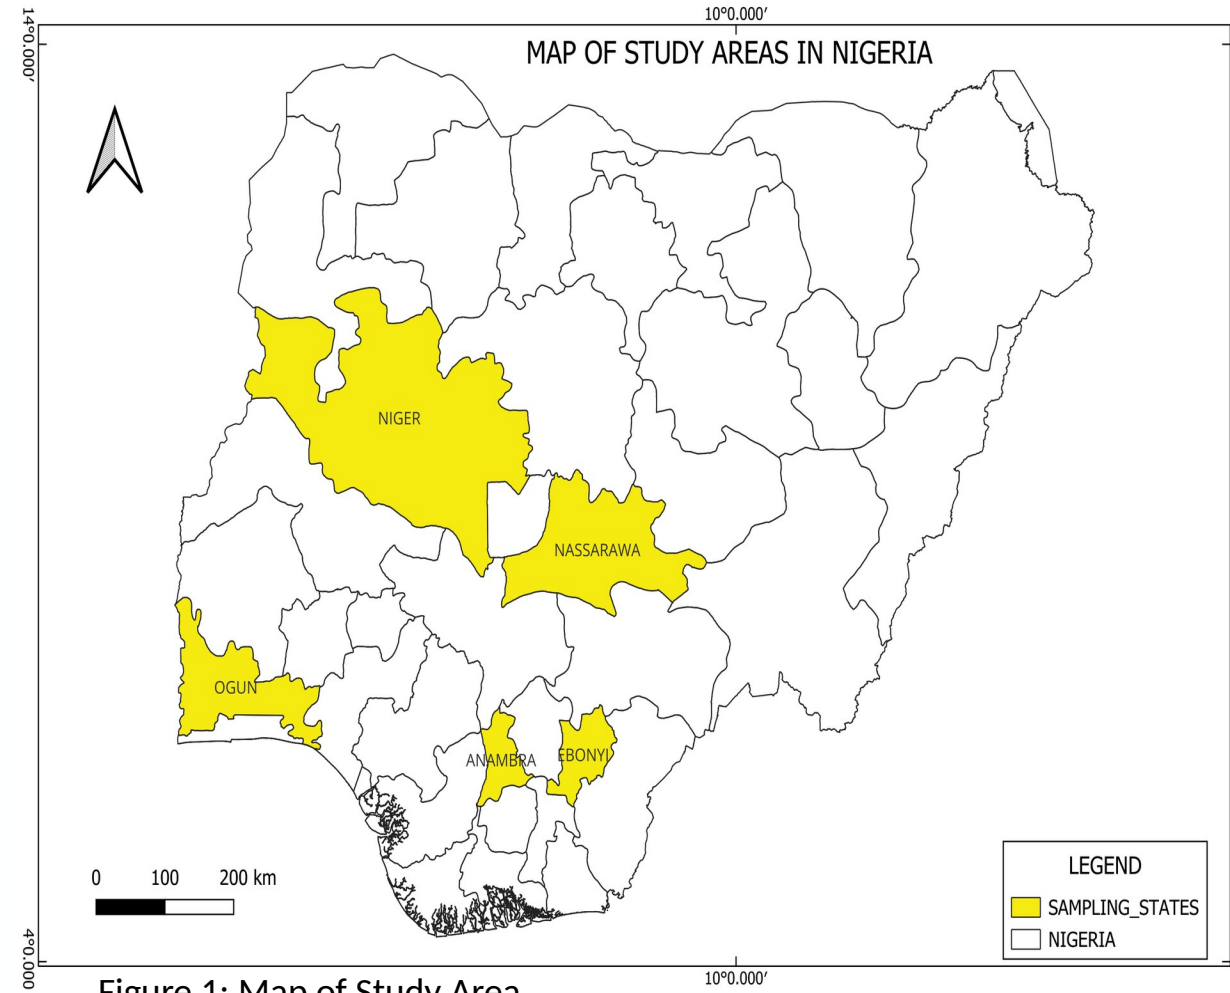 10°0.000′
14°0.000′
MAP OF STUDY AREAS IN NIGERIA
NIGER
NASSARAWA
OGUN
ANAMBRA
EBONYI
0 100 200 km
LEGEND
SAMPLING_STATES
NIGERIA
4°0.000
10°0.000′
Figure 1: Map of Study Area